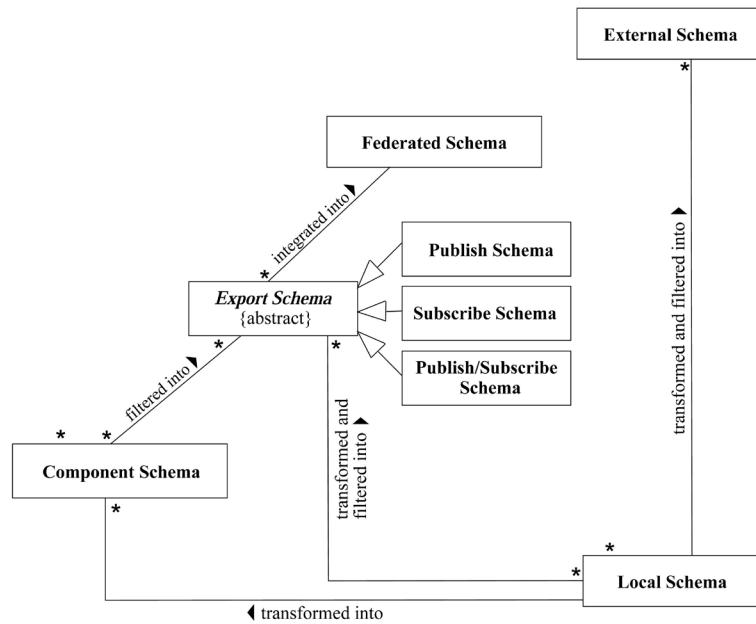 External Schema
*
Federated Schema
integrated into
*
Publish Schema
Export Schema
{abstract}
Subscribe Schema
Publish/Subscribe
Schema
*
*
filtered into
transformed and filtered into
transformed and
filtered into
*
*
Component Schema
*
*
*
Local Schema
transformed into